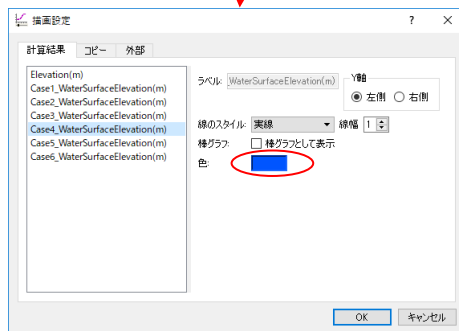 描画設定
? ×
計算結果 コピー 外部
Elevation(m)
Case1_WaterSurfaceElevation(m)
Case2_WaterSurfaceElevation(m)
Case3_WaterSurfaceElevation(m)
Case4_WaterSurfaceElevation(m)
Case5_WaterSurfaceElevation(m)
Case6_WaterSurfaceElevation(m)
ラベル: WaterSurfaceElevation(m)
Y軸
左側 右側
線のスタイル: 実線 線幅 1
棒グラフ: 棒グラフとして表示
色:
OK キャンセル